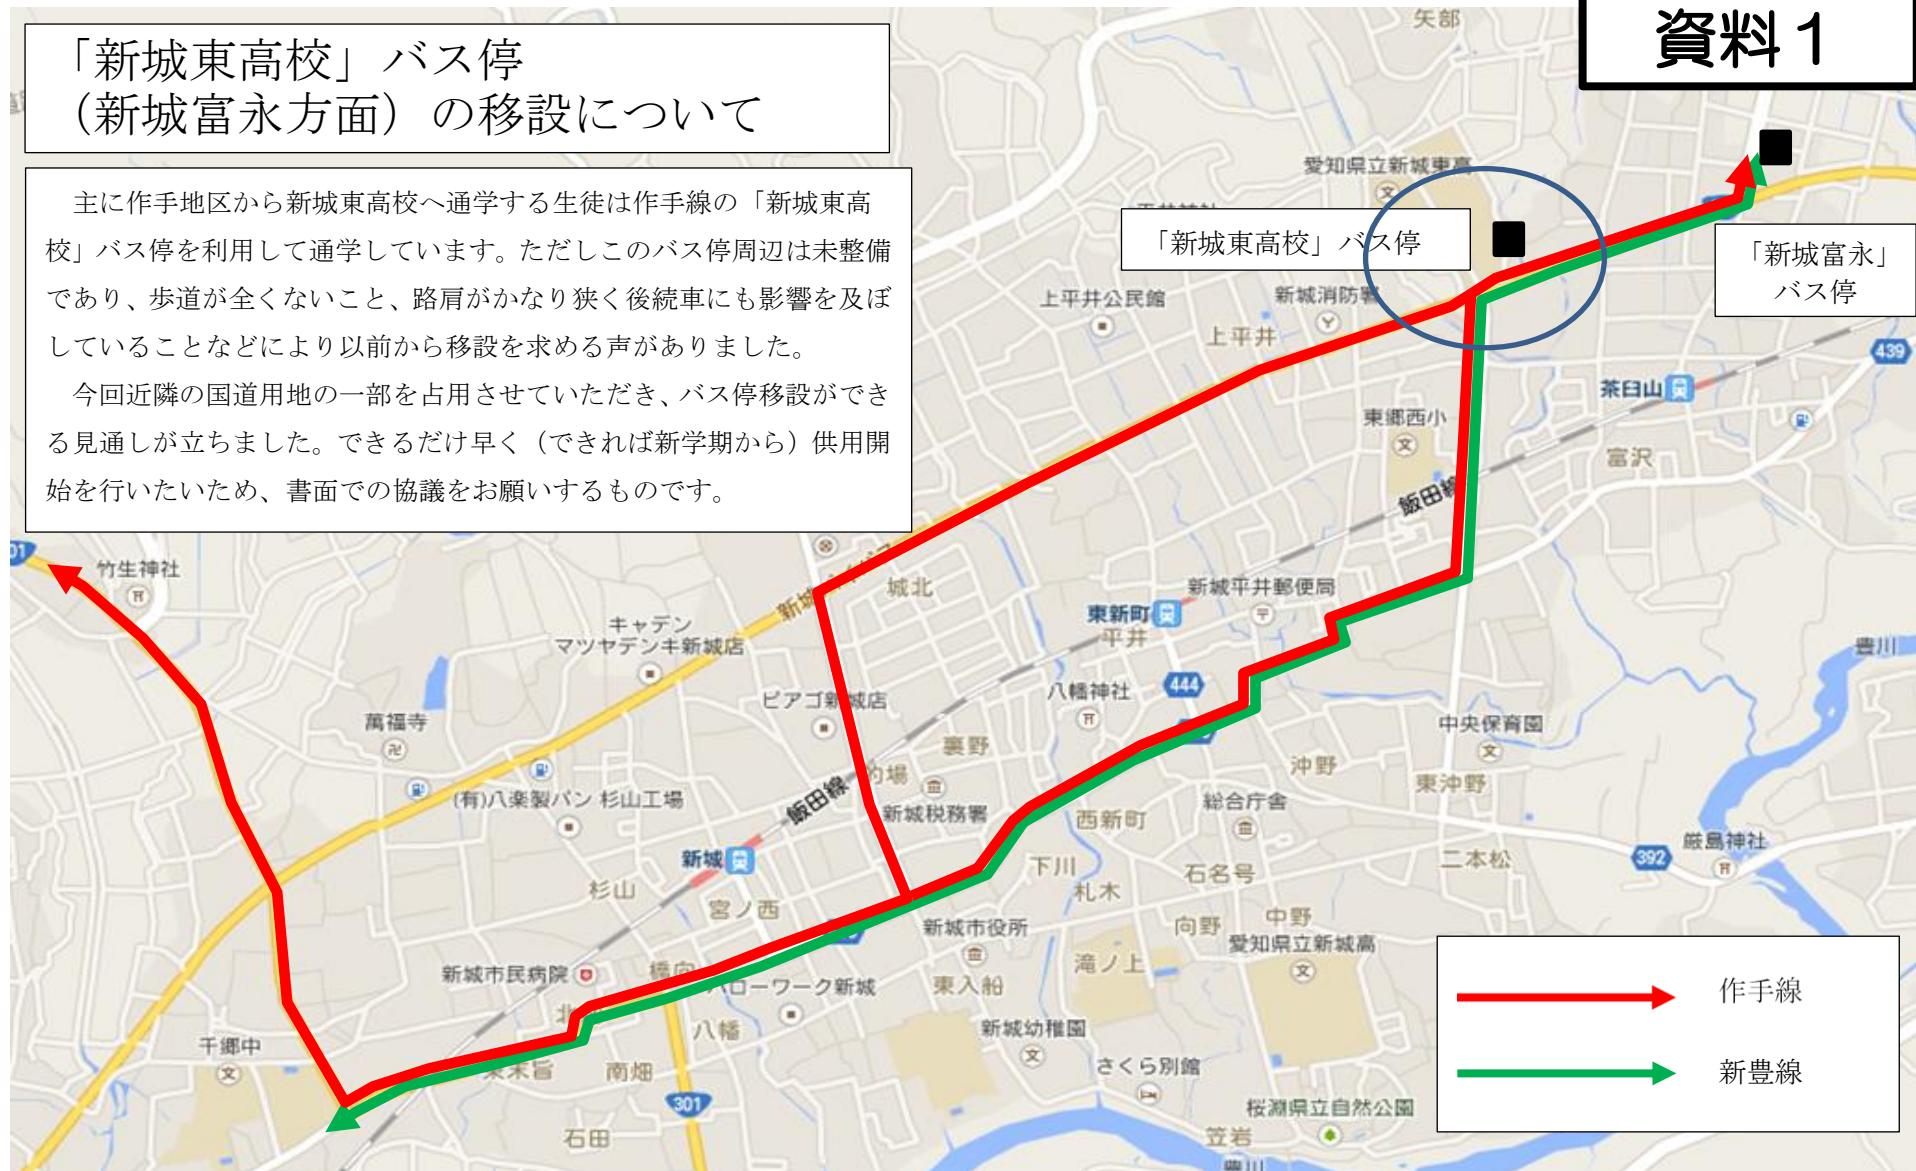 資料１
「新城東高校」バス停
（新城富永方面）の移設について
主に作手地区から新城東高校へ通学する生徒は作手線の「新城東高
校」バス停を利用して通学しています。ただしこのバス停周辺は未整備
であり、歩道が全くないこと、路肩がかなり狭く後続車にも影響を及ぼ
していることなどにより以前から移設を求める声がありました。
今回近隣の国道用地の一部を占用させていただき、バス停移設ができ
る見通しが立ちました。できるだけ早く（できれば新学期から）供用開
始を行いたいため、書面での協議をお願いするものです。
矢部
愛知県立新城東高
「新城東高校」バス停
「新城富永」
バス停
上平井公民館
新城消防署
上平井
439
茶臼山
東郷西小
富沢
飯田線
竹生神社
城北
新城平井郵便局
キャデン
マツヤデンキ新城店
東新町
平井
豊川
ピアゴ新城店
八幡神社
444
萬福寺
中央保育園
裏野
的場
沖野
東沖野
(有)八楽製パン 杉山工場
飯田線
新城税務署
西新町
総合庁舎
新城
下川
二本松
392
厳島神社
杉山
石名号
札木
宮ノ西
新城市役所
向野
中野
愛知県立新城高
新城市民病院
橋向
ハローワーク新城
東入船
滝ノ上
作手線
八幡
新城幼稚園
千郷中
東末旨
南畑
さくら別館
新豊線
301
桜淵県立自然公園
石田
笠岩
豊川